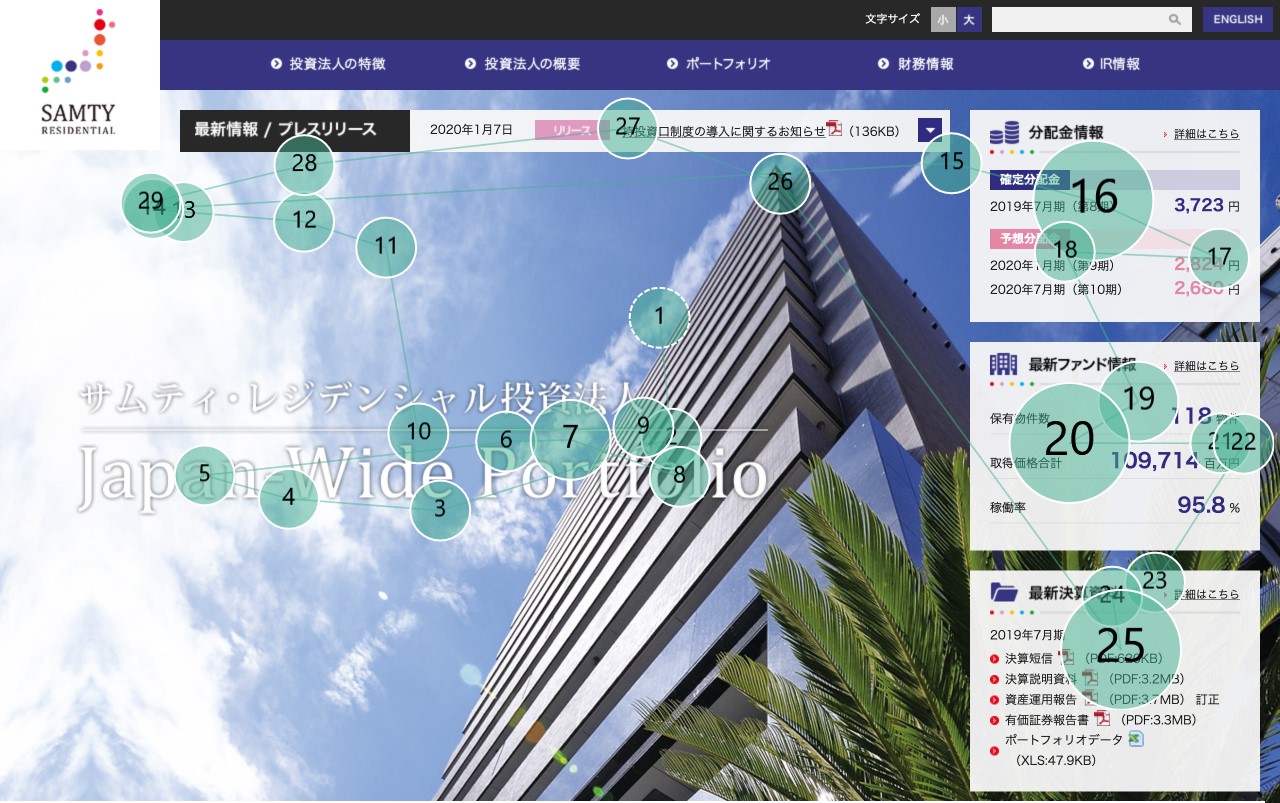 SAMTY
RESIDENTIAL
文字サイズ 小 大
ENGLISH
投資法人の特徴 投資法人の概要 ポートフォリオ 財務情報 IR情報
最新情報 / プレスリリース 2020年1月7日 リリース 投資口制度の導入に関するお知らせ (136KB)
分配金情報 詳細はこちら
確定分配金
2019年7月期(第8期) 3,723 円
予想分配金
2020年1月期(第9期) 円
2020年7月期(第10期) 2,680 円
サムティ・レジデンシャル投資法人
Japan-Wide Portfolio
最新ファンド情報 詳細はこちら
保有物件数 118 物件
取得価格合計 109,714 百万円
稼働率 95.8 %
最新決算資料 詳細はこちら
2019年7月期
決算短信
決算説明資料 (PDF:3.2MB)
資産運用報告 (PDF:3.7MB) 訂正
有価証券報告書 (PDF:3.3MB)
ポートフォリオデータ
(XLS:47.9KB)
1
3
4
5
6
7
8
9
10
11
12
15
16
17
18
19
20
22
23
24
25
26
27
28
29